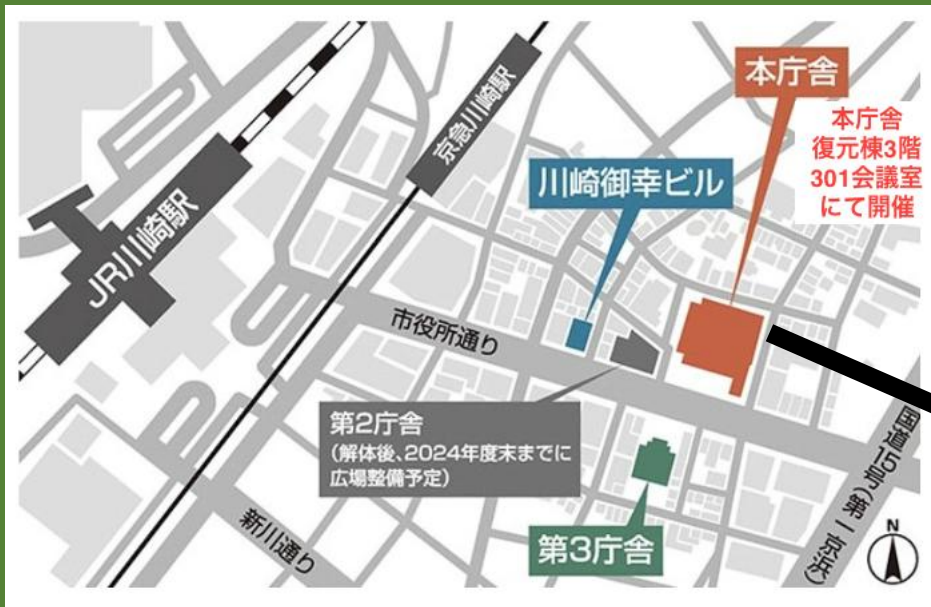 本庁舎
本庁舎
復元棟3階
301会議室
にて開催
京急川崎駅
川崎御幸ビル
JR川崎駅
市役所通り
第2庁舎
(解体後、2024年度末までに
広場整備予定)
国道15号(第一京浜)
新川通り
第3庁舎
N